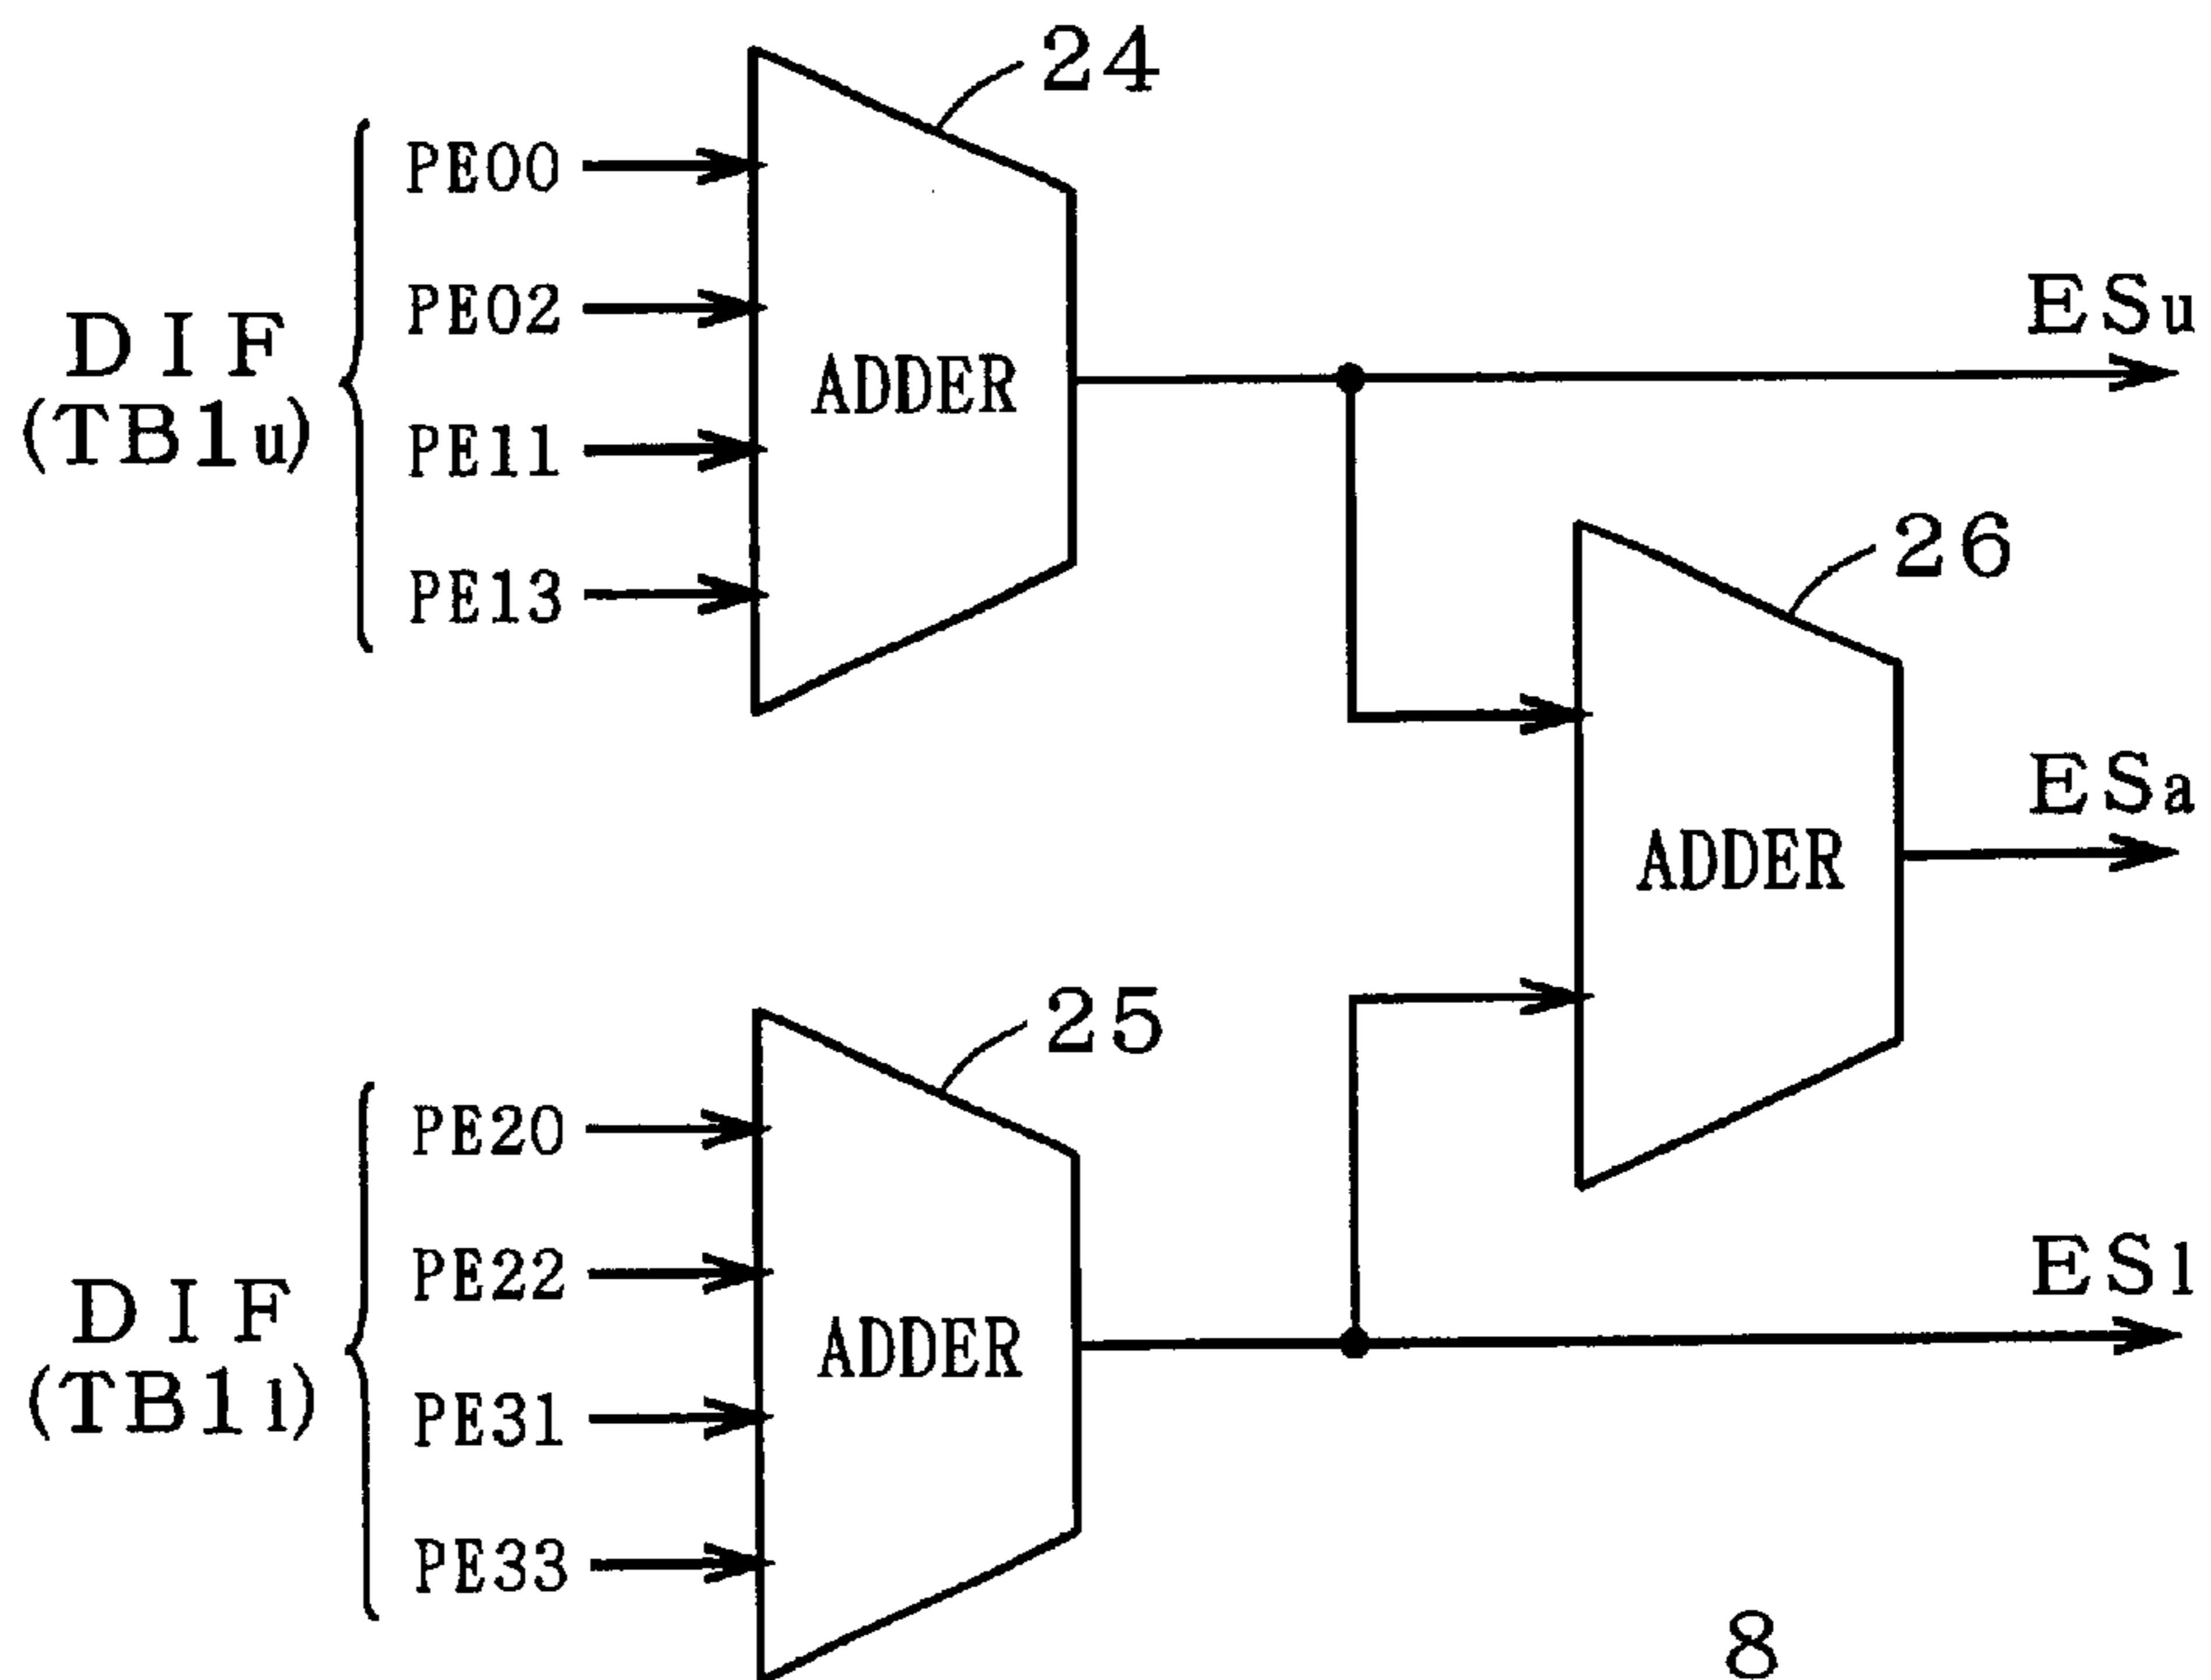 24
PE00
PE02
DIF
(TB1u)
ADDER
PE11
PE13
ESu
26
ESa
ADDER
25
PE20
PE22
DIF
(TB1l)
ADDER
PE31
PE33
ESl
8